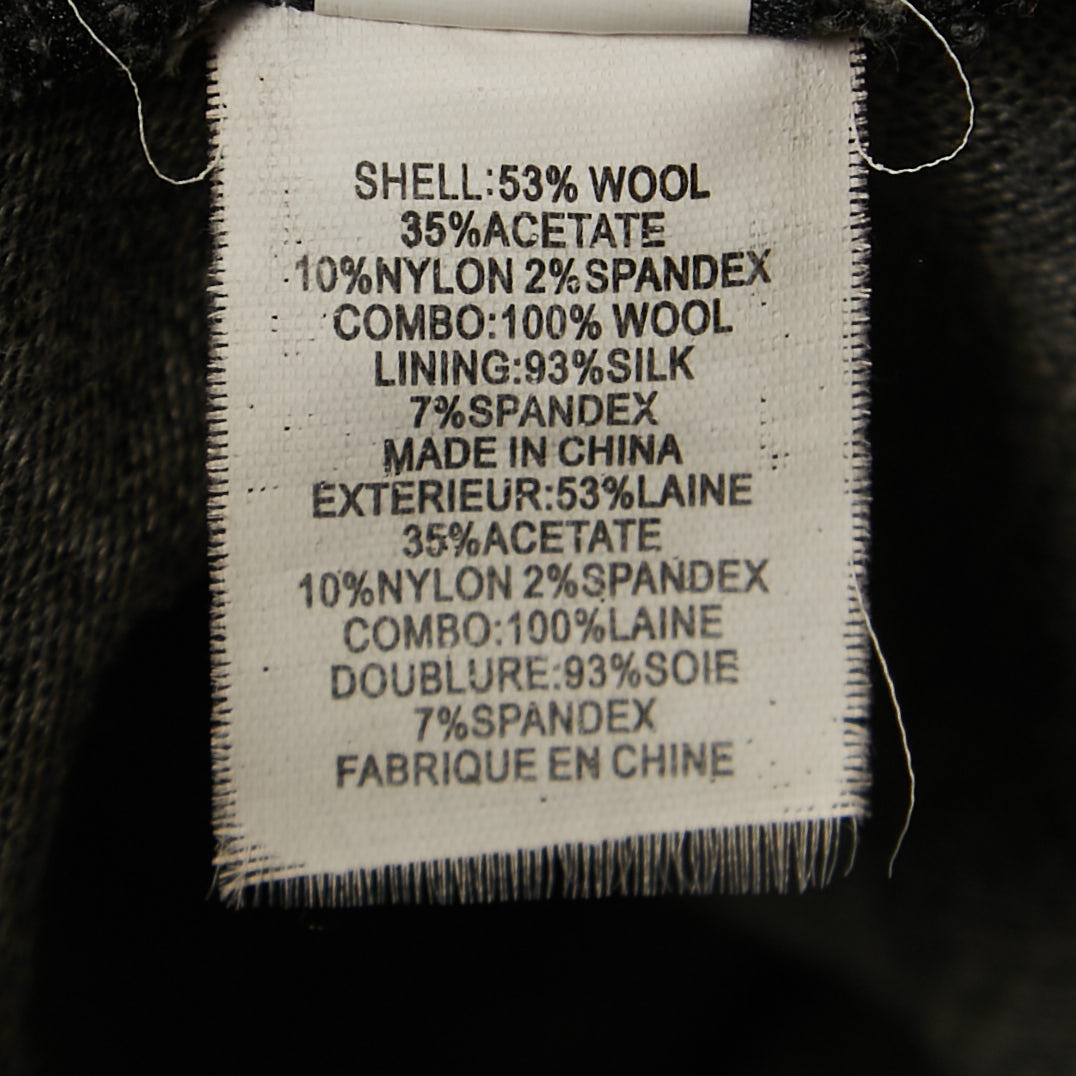 SHELL:53% WOOL
35%ACETATE
10%NYLON 2%SPANDEX
COMBO:100% WOOL
LINING:93%SILK
7%SPANDEX
MADE IN CHINA
EXTERIEUR:53%LAINE
35%ACETATE
10%NYLON 2%SPANDEX
COMBO:100%LAINE
DOUBLURE:93%SOIE
7%SPANDEX
FABRIQUE EN CHINE